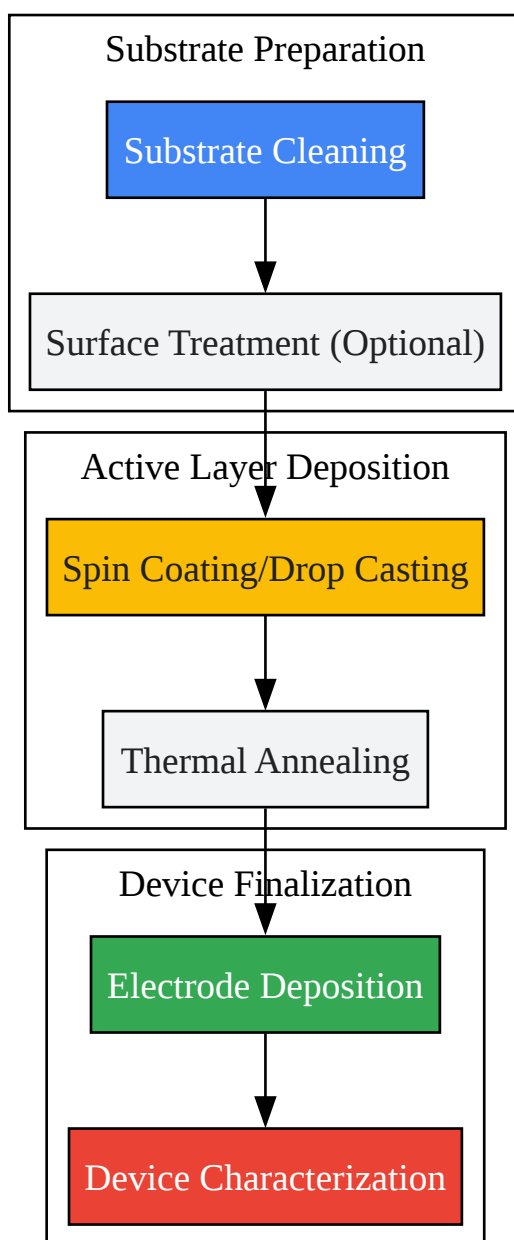 Substrate Preparation
Substrate Cleaning
Surface Treatment (Optional)
Active Layer Deposition
Spin Coating/Drop Casting
Thermal Annealing
Device Finalization
Electrode Deposition
Device Characterization